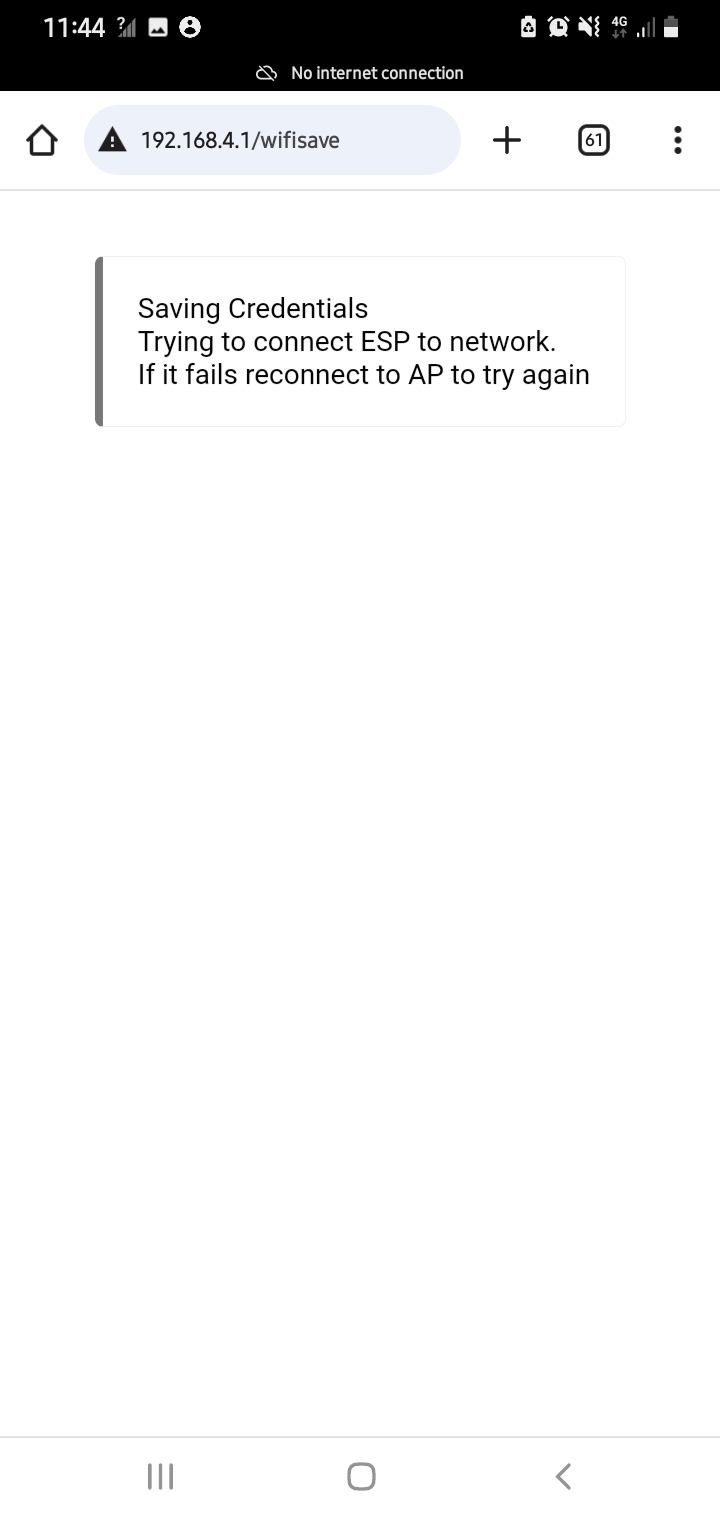 11:44
4G
No internet connection
192.168.4.1/wifisave
61
Saving Credentials
Trying to connect ESP to network.
If it fails reconnect to AP to try again